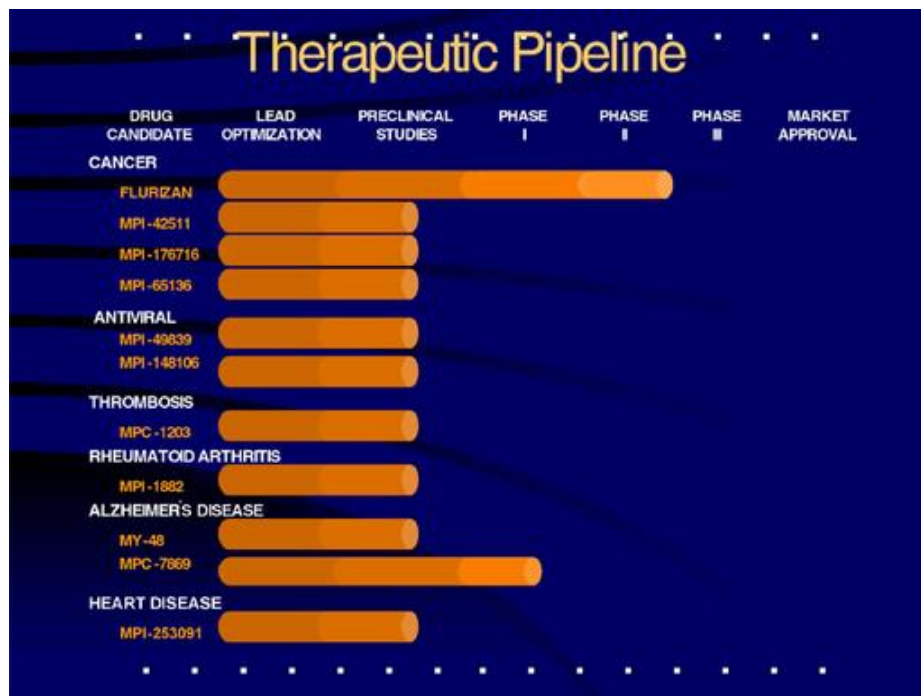 Therapeutic Pipeline
DRUG CANDIDATE LEAD OPTIMIZATION PRECLINICAL STUDIES PHASE I PHASE II PHASE III MARKET APPROVAL
CANCER
FLURIZAN
MPI-42511
MPI-176716
MPI-65136
ANTIVIRAL
MPI-49839
MPI-148106
THROMBOSIS
MPC-1203
RHEUMATOID ARTHRITIS
MPI-1882
ALZHEIMER'S DISEASE
MY-48
MPC-7869
HEART DISEASE
MPI-253091